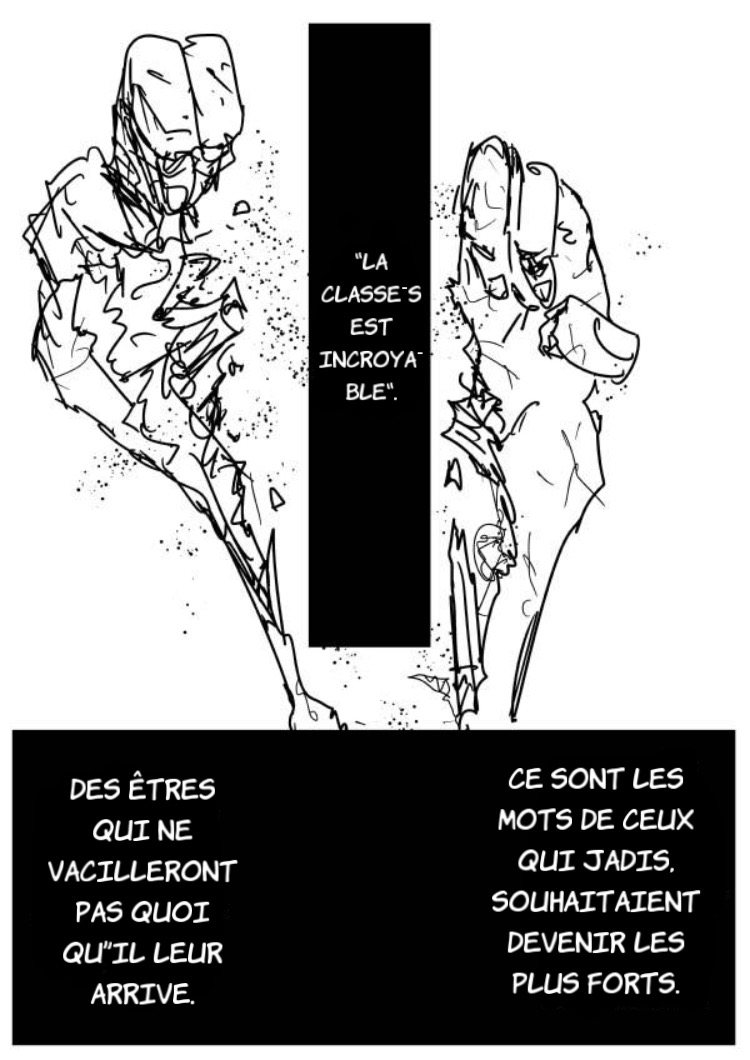 "LA
CLASSE-S
EST
INCROYA-
BLE".
CE SONT LES
MOTS DE CEUX
QUI JADIS,
SOUHAITAIENT
DEVENIR LES
PLUS FORTS.
DES ÊTRES
QUI NE
VACILLERONT
PAS QUOI
QU"IL LEUR
ARRIVE.